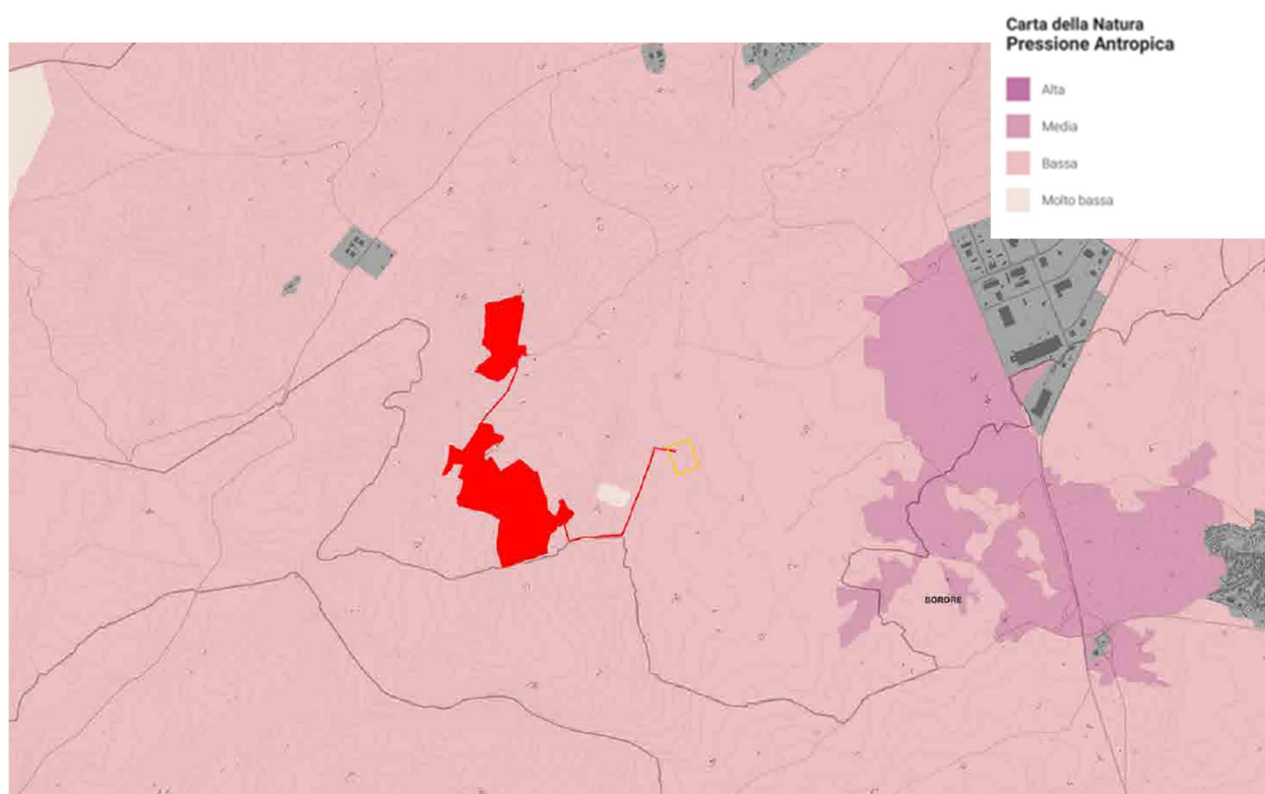 Carta della Natura
Pressione Antropica
Alta
Media
Bassa
Molto bassa
BORORE